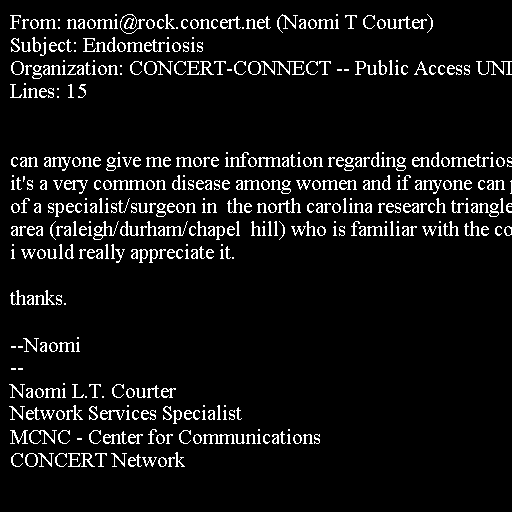 From: naomi@rock.concert.net (Naomi T Courter)
Subject: Endometriosis
Organization: CONCERT-CONNECT -- Public Access UNI
Lines: 15
can anyone give me more information regarding endometrios
it's a very common disease among women and if anyone can
of a specialist/surgeon in  the north carolina research triangle
area (raleigh/durham/chapel  hill) who is familiar with the co
i would really appreciate it.
thanks.
--Naomi
--
Naomi L.T. Courter
Network Services Specialist
MCNC - Center for Communications
CONCERT Network